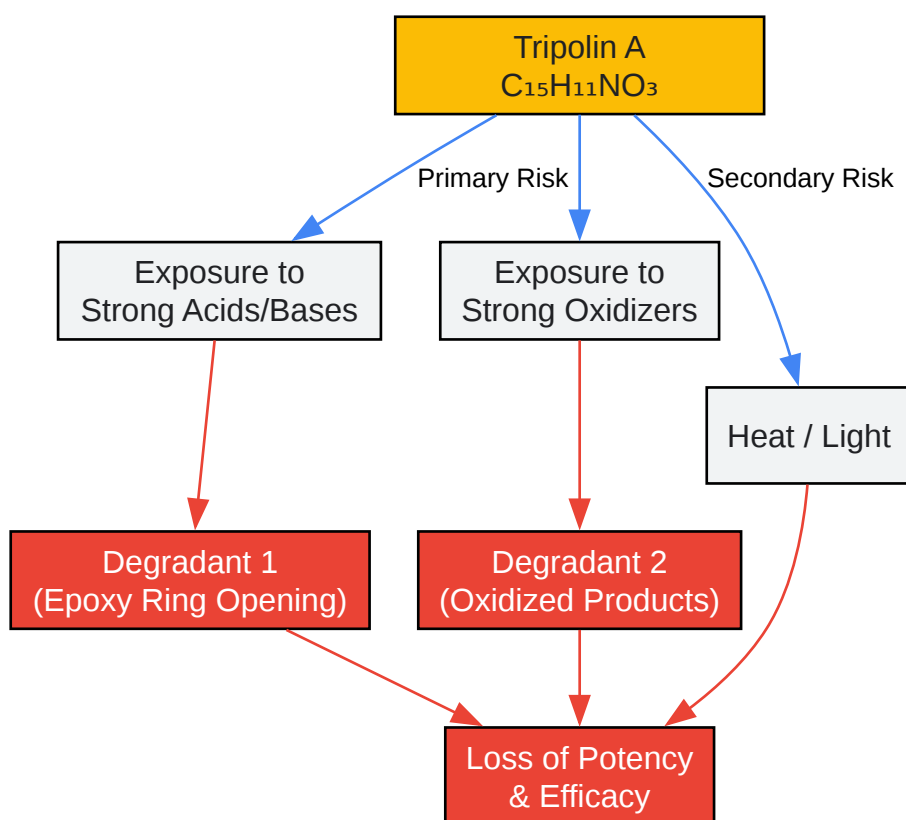 Tripolin A
C₁₅H₁₁NO₃
Primary Risk
Secondary Risk
Exposure to
Strong Acids/Bases
Exposure to
Strong Oxidizers
Heat / Light
Degradant 1
(Epoxy Ring Opening)
Degradant 2
(Oxidized Products)
Loss of Potency
& Efficacy